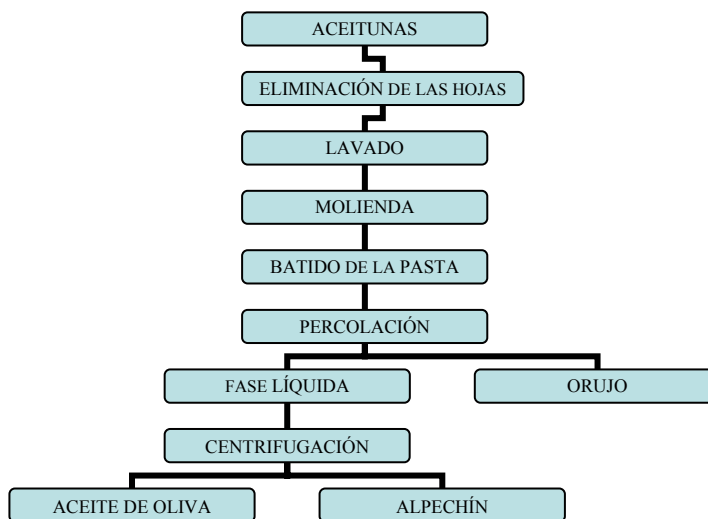 ACEITUNAS
ELIMINACIÓN DE LAS HOJAS
LAVADO
MOLIENDA
BATIDO DE LA PASTA
PERCOLACIÓN
FASE LÍQUIDA
ORUJO
CENTRIFUGACIÓN
ACEITE DE OLIVA
ALPECHÍN